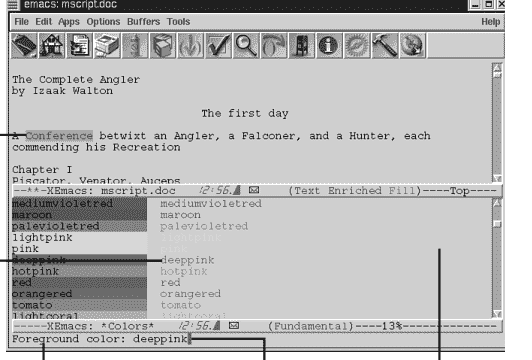 emacs: mscript.doc
File Edit Apps Options Buffers Tools Help
The Complete Angler
by Izaak Walton
The first day
A Conference betwixt an Angler, a Falconer, and a Hunter, each
commending his Recreation
Chapter I
Piscator, Venator, Auceps
--**-XEmacs: mscript.doc 12:56 (Text Enriched Fill)----Top----
mediumvioletred mediumvioletred
maroon maroon
palevioletred palevioletred
lightpink lightpink
pink
deeppink deeppink
hotpink hotpink
red red
orangered orangered
tomato tomato
lightcoral lightcoral
-----XEmacs: *Colors* 12:56 (Fundamental)----13%----
Foreground color: deeppink